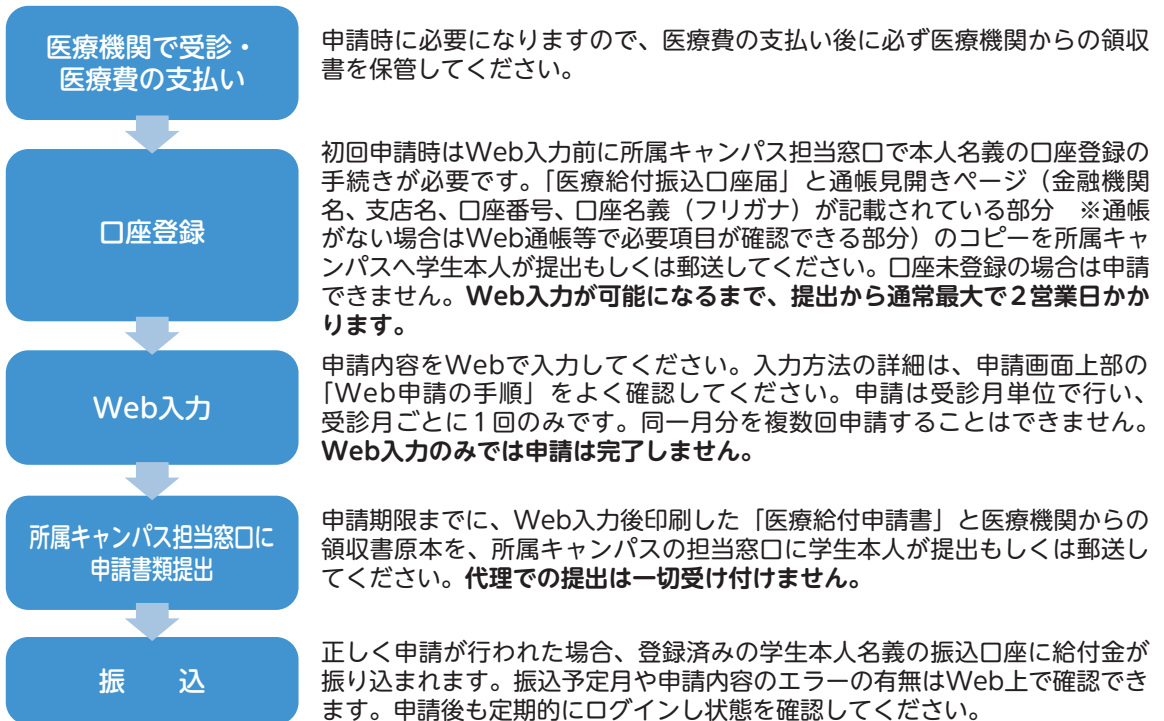 医療機関で受診・
医療費の支払い
申請時に必要になりますので、医療費の支払い後に必ず医療機関からの領収
書を保管してください。
口座登録
初回申請時はWeb入力前に所属キャンパス担当窓口で本人名義の口座登録の
手続きが必要です。「医療給付振込口座届」と通帳見開きページ（金融機関
名、支店名、口座番号、口座名義（フリガナ）が記載されている部分　※通帳
がない場合はWeb通帳等で必要項目が確認できる部分）のコピーを所属キャ
ンパスへ学生本人が提出もしくは郵送してください。口座未登録の場合は申請
できません。Web入力が可能になるまで、提出から通常最大で２営業日かか
ります。
Web入力
申請内容をWebで入力してください。入力方法の詳細は、申請画面上部の
「Web申請の手順」をよく確認してください。申請は受診月単位で行い、
受診月ごとに１回のみです。同一月分を複数回申請することはできません。
Web入力のみでは申請は完了しません。
所属キャンパス担当窓口に
申請書類提出
申請期限までに、Web入力後印刷した「医療給付申請書」と医療機関からの
領収書原本を、所属キャンパスの担当窓口に学生本人が提出もしくは郵送し
てください。代理での提出は一切受け付けません。
振　　込
正しく申請が行われた場合、登録済みの学生本人名義の振込口座に給付金が
振り込まれます。振込予定月や申請内容のエラーの有無はWeb上で確認でき
ます。申請後も定期的にログインし状態を確認してください。